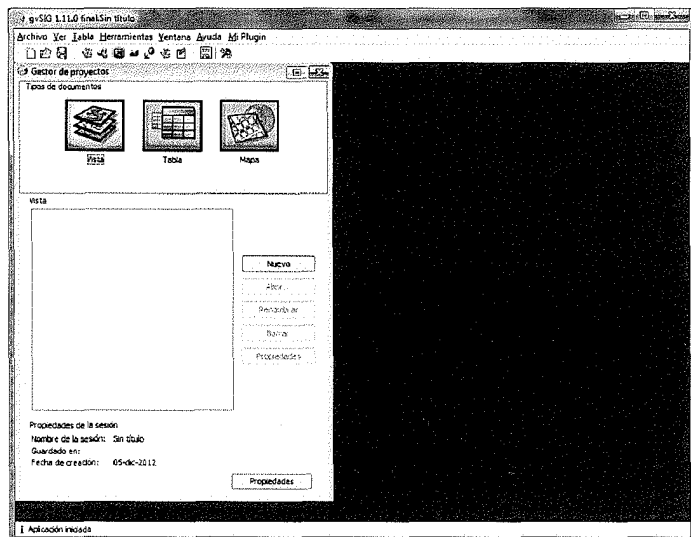 gvSIG 1.11.0 final:Sin título
Archivo Ver Tabla Herramientas Ventana Ayuda Mi Plugin
Gestor de proyectos
Tipos de documentos
Vista Tabla Mapa
Vista
Nuevo
Abrir...
Renombrar
Borrar
Propiedades
Propiedades de la sesión
Nombre de la sesión: Sin título
Guardado en:
Fecha de creación: 05-dic-2012
Propiedades
Aplicación iniciada